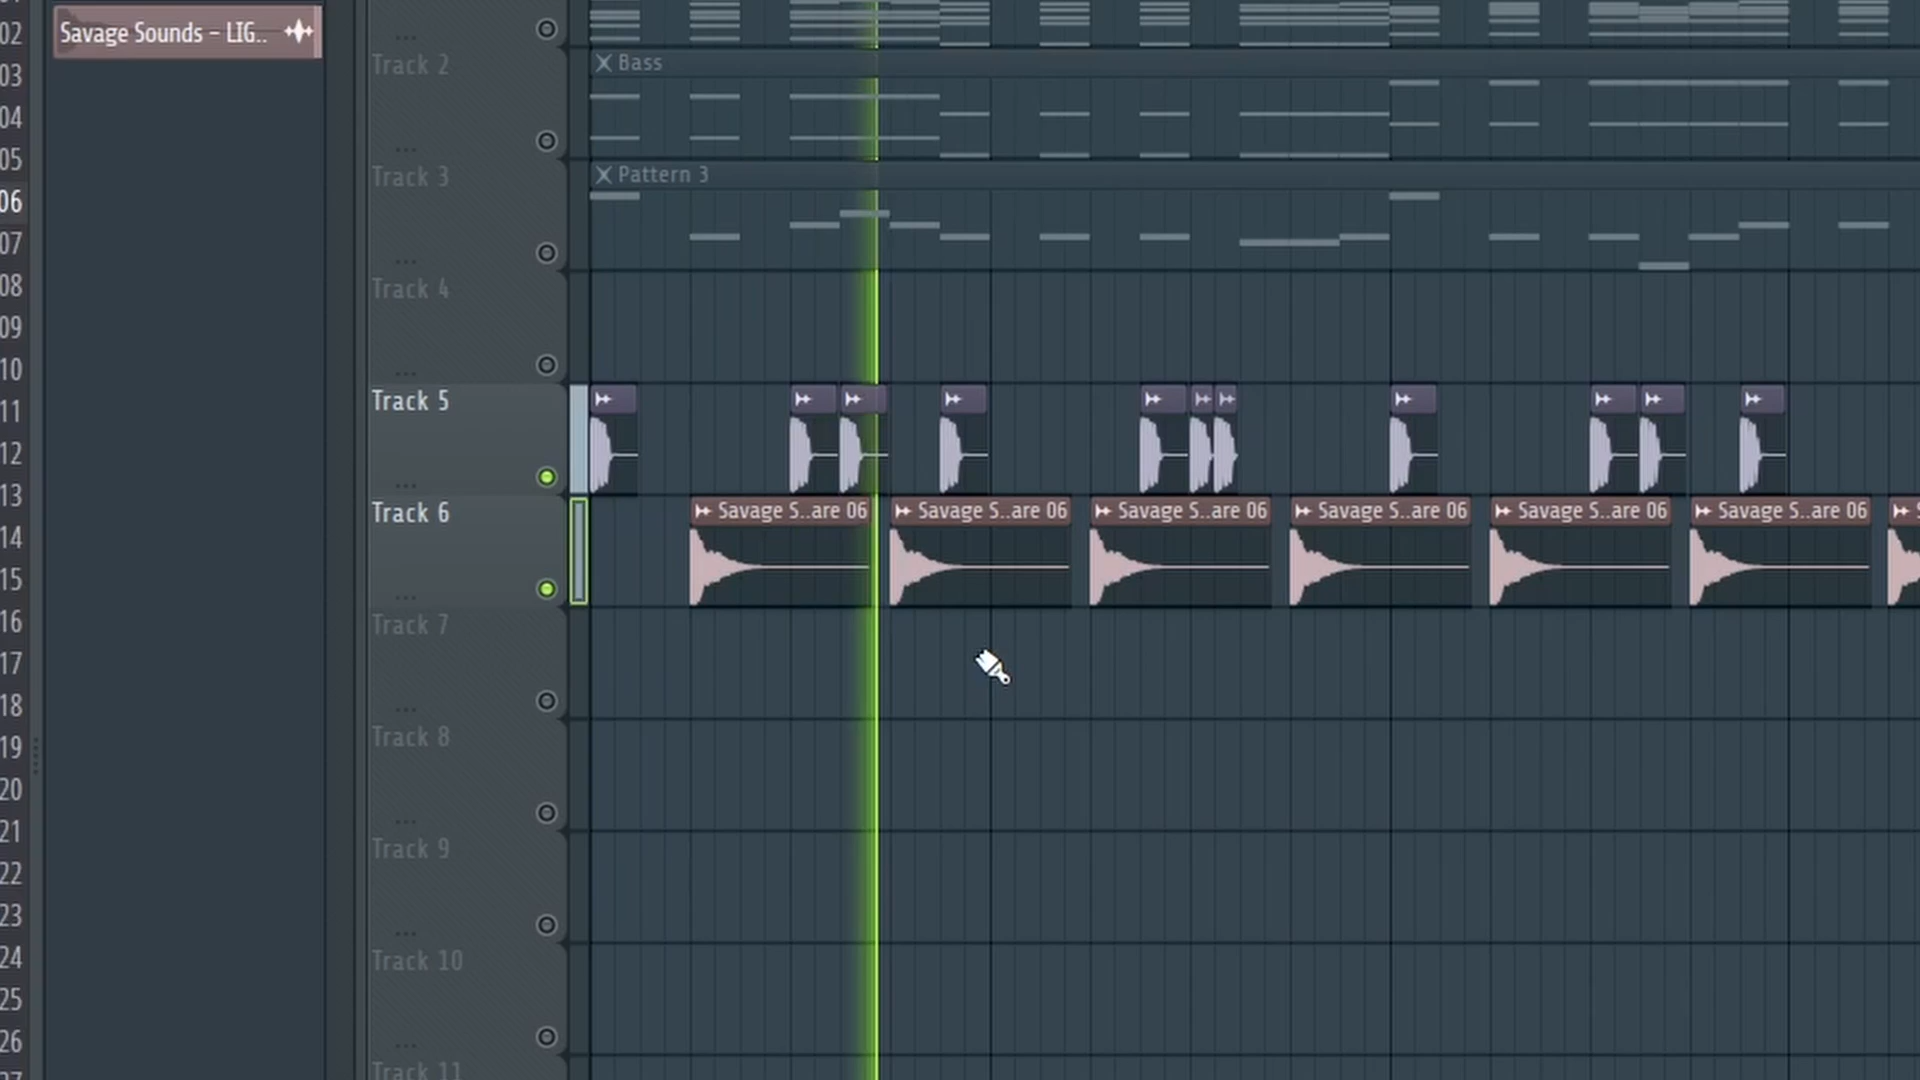 02
Savage Sounds – LIG..
03
04
05
06
07
08
09
10
11
12
13
14
15
16
17
18
19
20
21
22
23
24
25
26
Track 2
Track 3
Track 4
Track 5
Track 6
Track 7
Track 8
Track 9
Track 10
Track 11
Bass
Pattern 3
Savage S..are 06
Savage S..are 06
Savage S..are 06
Savage S..are 06
Savage S..are 06
Savage S..are 06